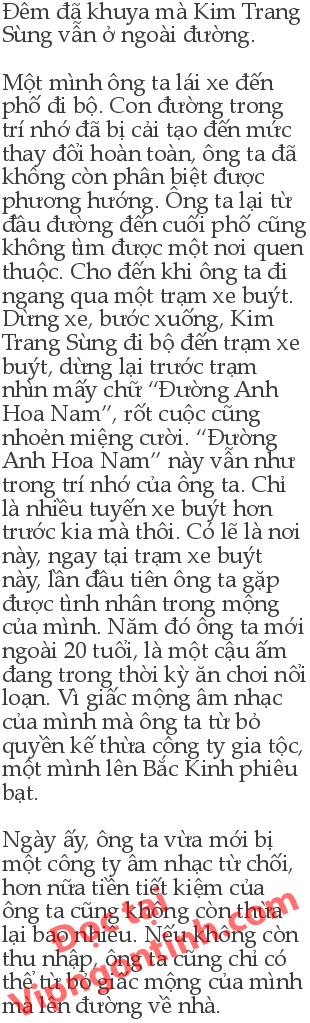 Đêm đã khuya mà Kim Trang
Sùng vẫn ở ngoài đường.
Một mình ông ta lái xe đến
phố đi bộ. Con đường trong
trí nhớ đã bị cải tạo đến mức
thay đổi hoàn toàn, ông ta đã
không còn phân biệt được
phương hướng. Ông ta lại từ
đầu đường đến cuối phố cũng
không tìm được một nơi quen
thuộc. Cho đến khi ông ta đi
ngang qua một trạm xe buýt.
Dừng xe, bước xuống, Kim
Trang Sùng đi bộ đến trạm xe
buýt, dừng lại trước trạm
nhìn mấy chữ “Đường Anh
Hoa Nam”, rốt cuộc cũng
nhoẻn miệng cười. “Đường
Anh Hoa Nam” này vẫn như
trong trí nhớ của ông ta. Chỉ
là nhiều tuyến xe buýt hơn
trước kia mà thôi. Có lẽ là nơi
này, ngay tại trạm xe buýt
này, lần đầu tiên ông ta gặp
được tình nhân trong mộng
của mình. Năm đó ông ta mới
ngoài 20 tuổi, là một cậu ấm
đang trong thời kỳ ăn chơi nổi
loạn. Vì giấc mộng âm nhạc
của mình mà ông ta từ bỏ
quyền kế thừa công ty gia tộc,
một mình lên Bắc Kinh phiêu
bạt.
Ngày ấy, ông ta vừa mới bị
một công ty âm nhạc từ chối,
hơn nữa tiền tiết kiệm của
ông ta cũng không còn thừa
lại bao nhiêu. Nếu không còn
thu nhập, ông ta cũng chỉ có
thể từ bỏ giấc mộng của mình
mà lên đường về nhà.
Đọc tại
Vipngontinh.com